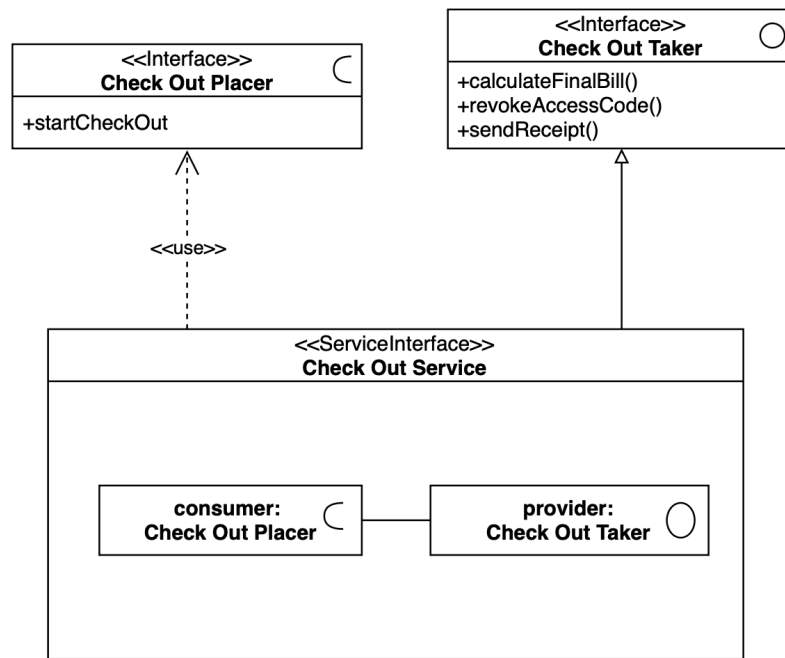 <<Interface>>
Check Out Placer
+startCheckOut
<<Interface>>
Check Out Taker
+calculateFinalBill()
+revokeAccessCode()
+sendReceipt()
<<use>>
<<ServiceInterface>>
Check Out Service
consumer:
Check Out Placer
provider:
Check Out Taker